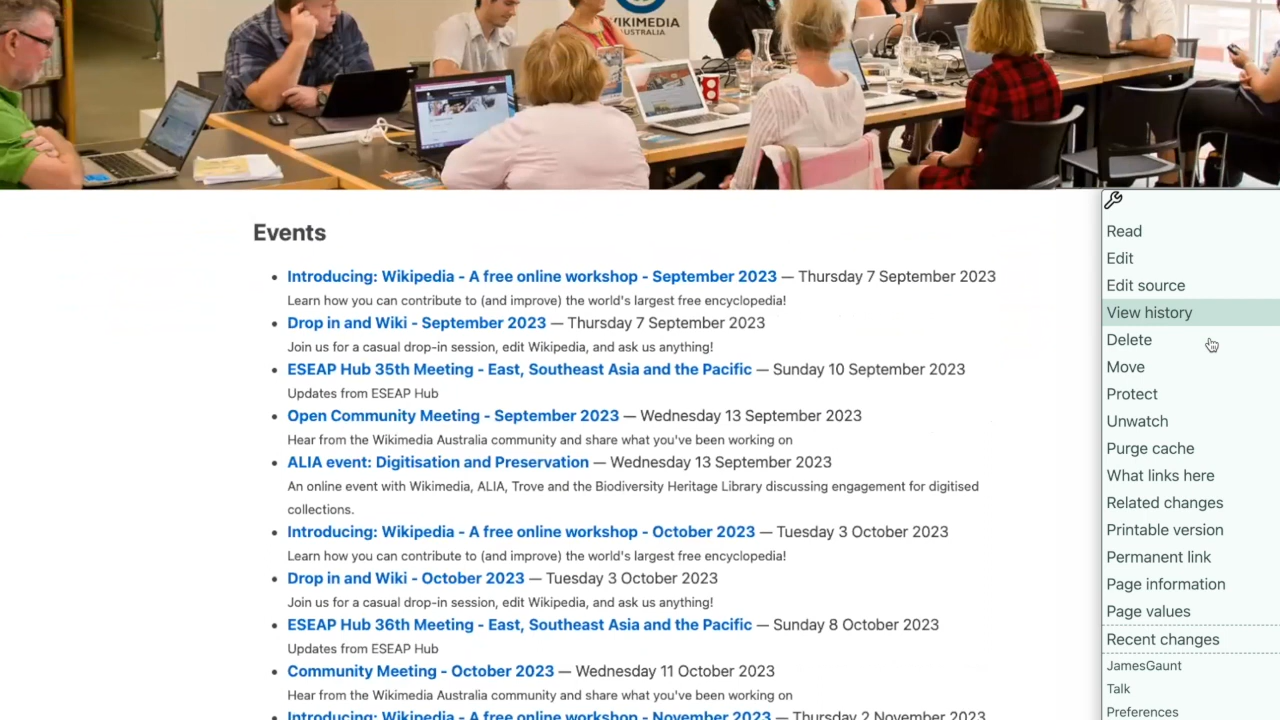 WIKIMEDIA
AUSTRALIA
Events
Introducing: Wikipedia - A free online workshop - September 2023 — Thursday 7 September 2023
Learn how you can contribute to (and improve) the world's largest free encyclopedia!
Drop in and Wiki - September 2023 — Thursday 7 September 2023
Join us for a casual drop-in session, edit Wikipedia, and ask us anything!
ESEAP Hub 35th Meeting - East, Southeast Asia and the Pacific — Sunday 10 September 2023
Updates from ESEAP Hub
Open Community Meeting - September 2023 — Wednesday 13 September 2023
Hear from the Wikimedia Australia community and share what you've been working on
ALIA event: Digitisation and Preservation — Wednesday 13 September 2023
An online event with Wikimedia, ALIA, Trove and the Biodiversity Heritage Library discussing engagement for digitised
collections.
Introducing: Wikipedia - A free online workshop - October 2023 — Tuesday 3 October 2023
Learn how you can contribute to (and improve) the world's largest free encyclopedia!
Drop in and Wiki - October 2023 — Tuesday 3 October 2023
Join us for a casual drop-in session, edit Wikipedia, and ask us anything!
ESEAP Hub 36th Meeting - East, Southeast Asia and the Pacific — Sunday 8 October 2023
Updates from ESEAP Hub
Community Meeting - October 2023 — Wednesday 11 October 2023
Hear from the Wikimedia Australia community and share what you've been working on
Introducing: Wikipedia - A free online workshop - November 2023 — Thursday 2 November 2023
Read
Edit
Edit source
View history
Delete
Move
Protect
Unwatch
Purge cache
What links here
Related changes
Printable version
Permanent link
Page information
Page values
Recent changes
JamesGaunt
Talk
Preferences